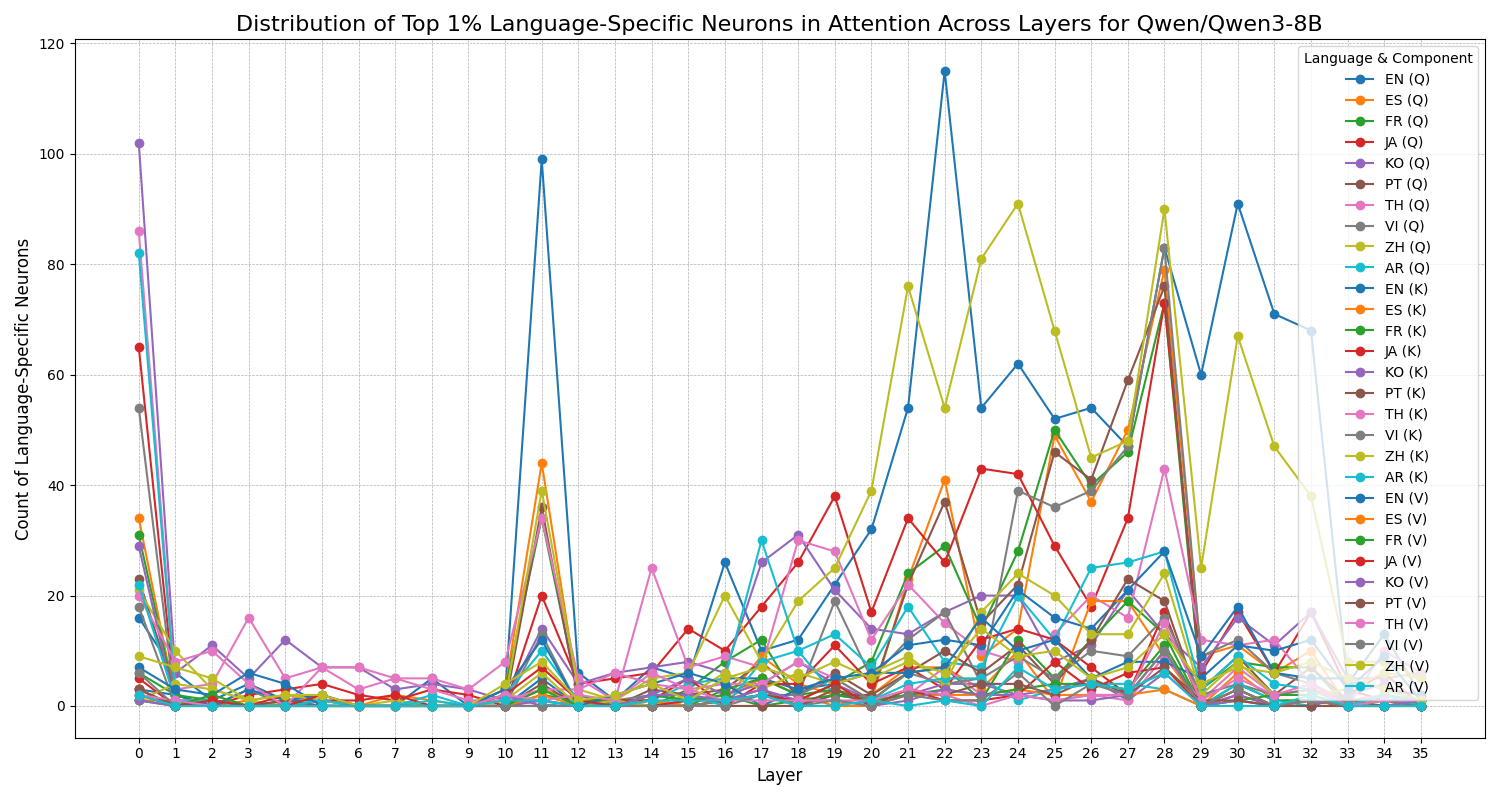 Distribution of Top 1% Language-Specific Neurons in Attention Across Layers for Qwen/Qwen3-8B
Count of Language-Specific Neurons
120
100
80
60
40
20
0
0 1 2 3 4 5 6 7 8 9 10 11 12 13 14 15 16 17 18 19 20 21 22 23 24 25 26 27 28 29 30 31 32 33 34 35
Layer
Language & Component
EN (Q)
ES (Q)
FR (Q)
JA (Q)
KO (Q)
PT (Q)
TH (Q)
VI (Q)
ZH (Q)
AR (Q)
EN (K)
ES (K)
FR (K)
JA (K)
KO (K)
PT (K)
TH (K)
VI (K)
ZH (K)
AR (K)
EN (V)
ES (V)
FR (V)
JA (V)
KO (V)
PT (V)
TH (V)
VI (V)
ZH (V)
AR (V)